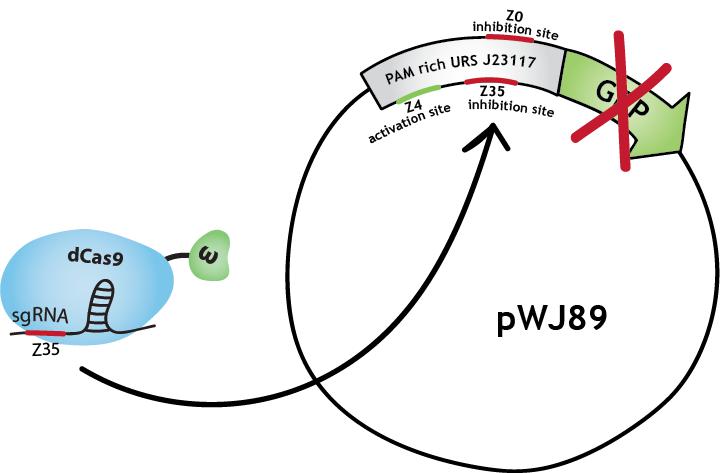 Z0
inhibition site
PAM rich URS J23117
GFP
Z4
activation site
Z35
inhibition site
dCas9
ω
sgRNA
Z35
pWJ89